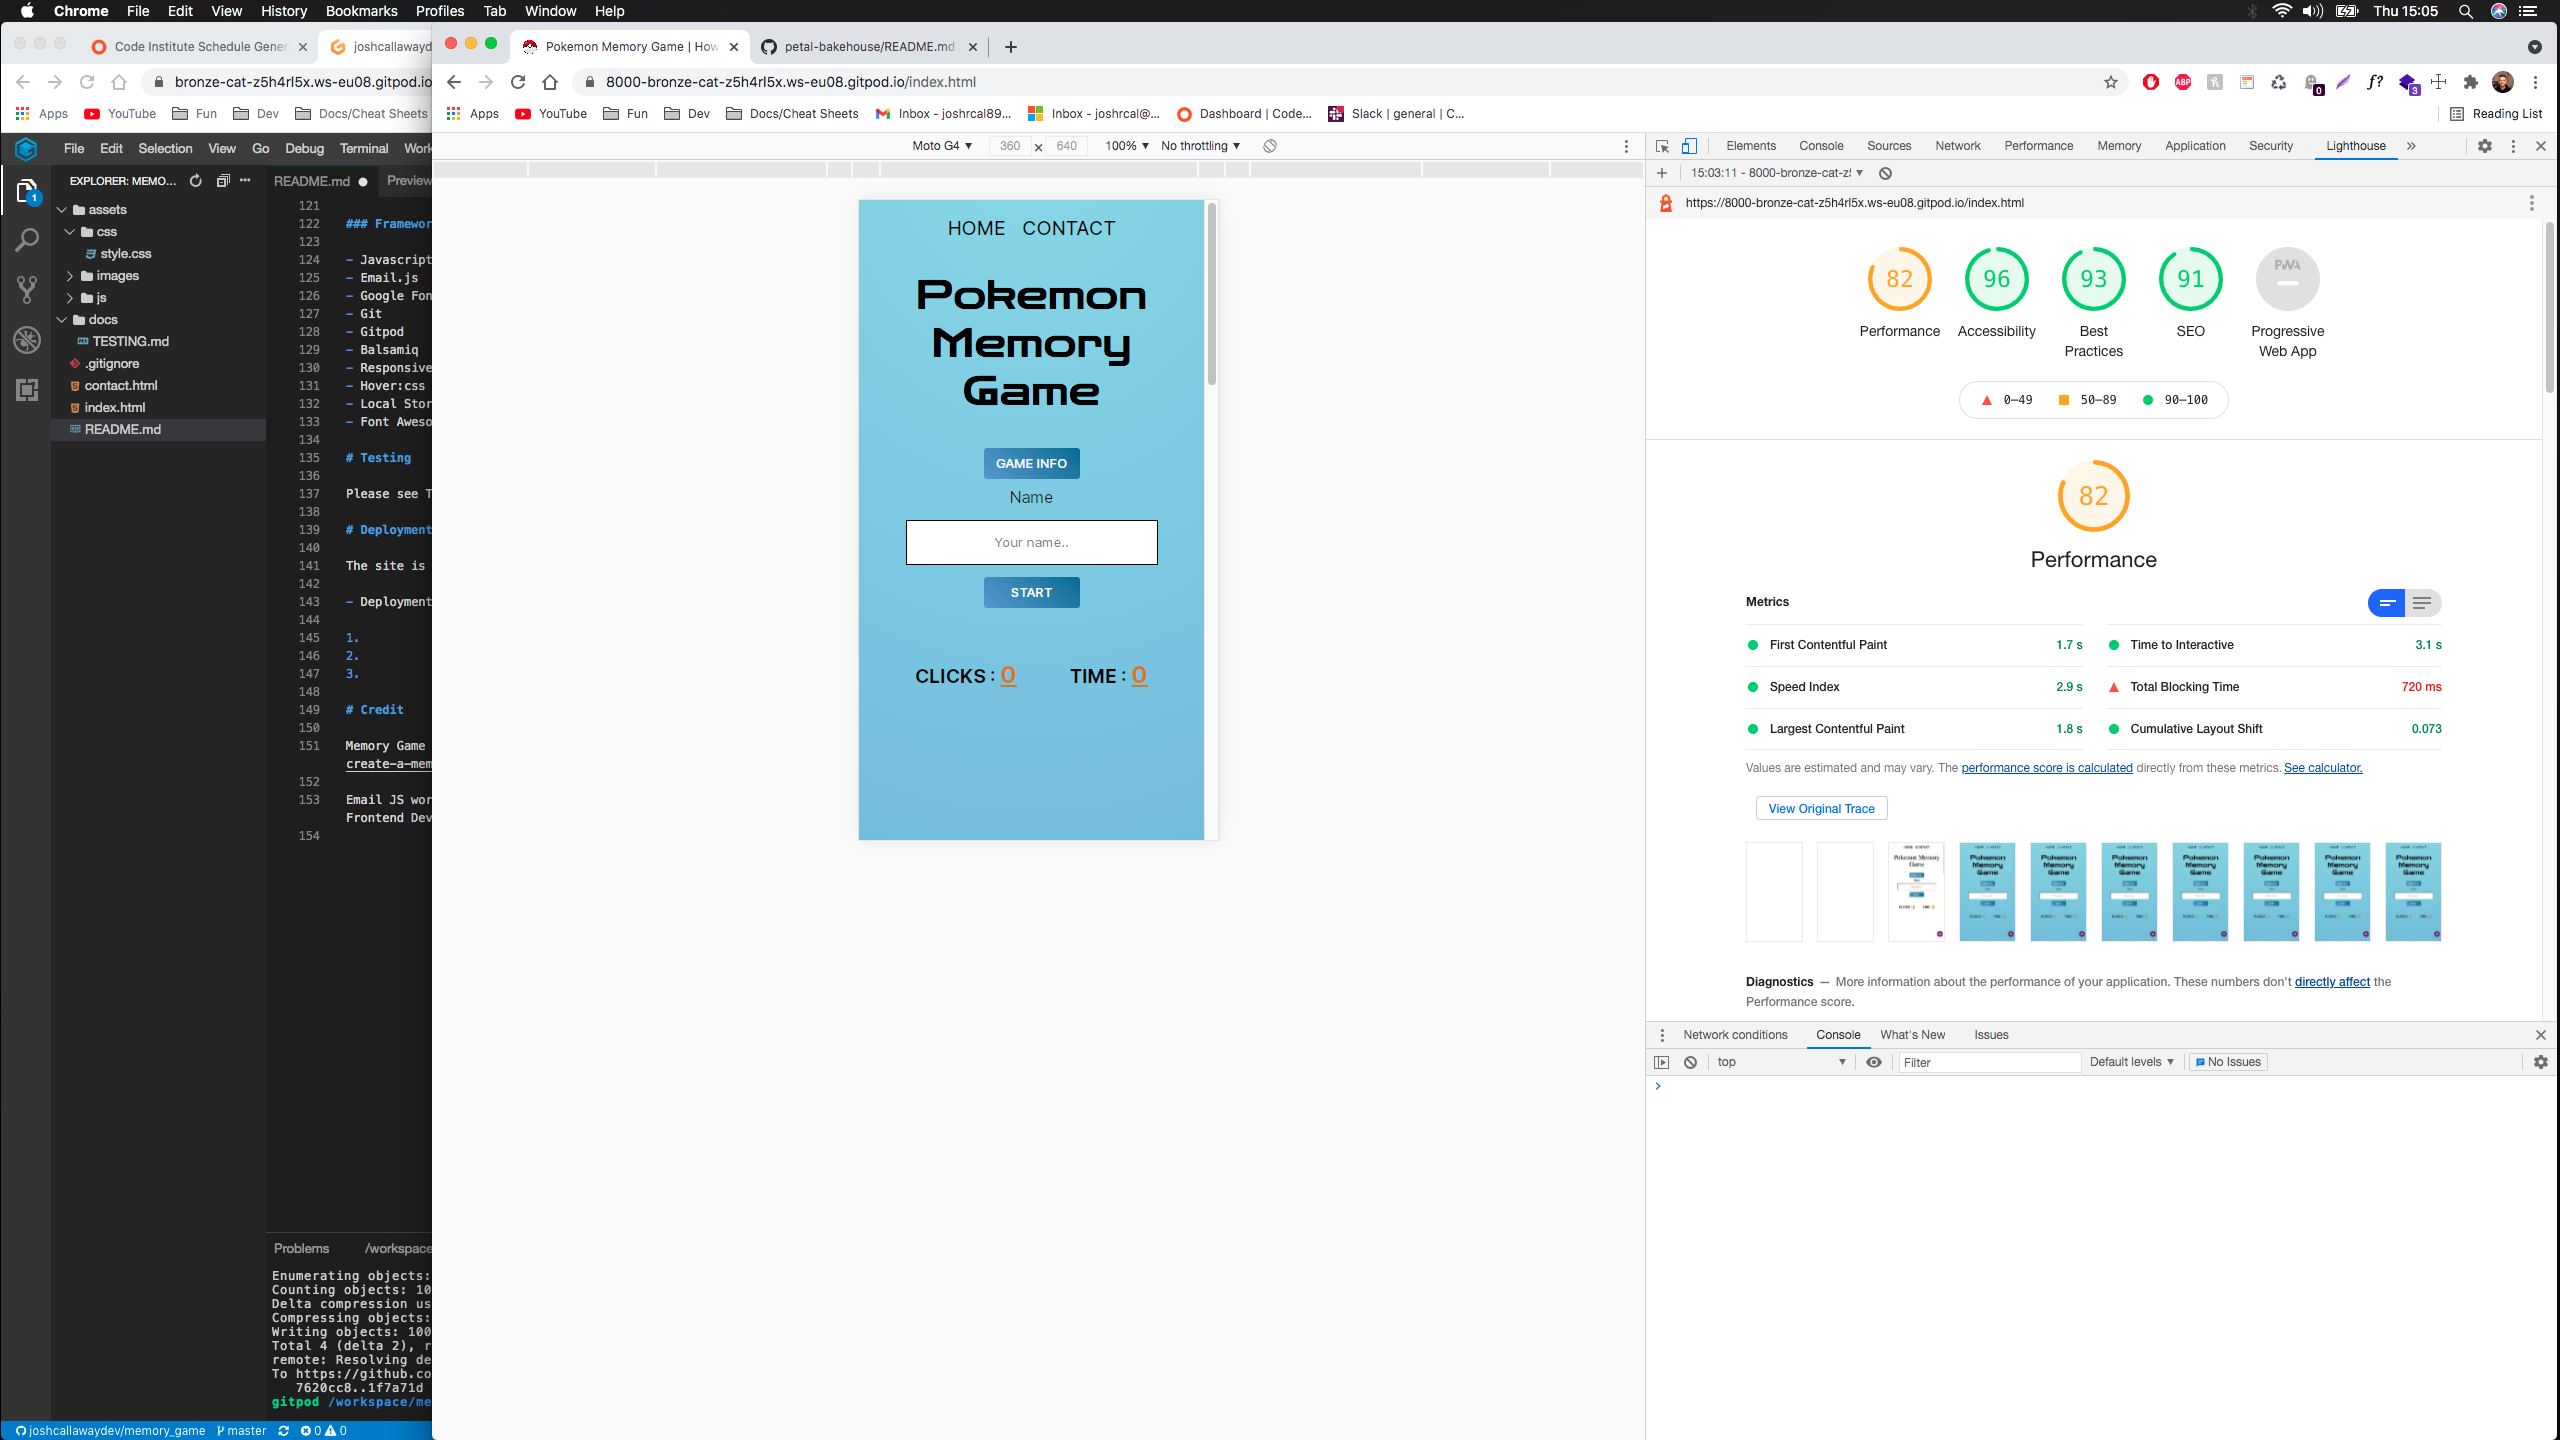 Chrome File Edit View History Bookmarks Profiles Tab Window Help
Thu 15:05
Code Institute Schedule Gener
joshcallawayd
bronze-cat-z5h4rl5x.ws-eu08.gitpod.io
Apps YouTube Fun Dev Docs/Cheat Sheets
File Edit Selection View Go Debug Terminal Work
EXPLORER: MEMO...
assets
css
style.css
images
js
docs
TESTING.md
.gitignore
contact.html
index.html
README.md
README.md Preview
121
122 ### Framewor
123
124 - Javascript
125 - Email.js
126 - Google Fon
127 - Git
128 - Gitpod
129 - Balsamiq
130 - Responsive
131 - Hover:css
132 - Local Stor
133 - Font Aweso
134
135 # Testing
136
137 Please see T
138
139 # Deployment
140
141 The site is
142
143 - Deployment
144
145 1.
146 2.
147 3.
148
149 # Credit
150
151 Memory Game
create-a-mem
152
153 Email JS wor
Frontend Dev
154
Problems /workspace
Enumerating objects:
Counting objects: 10
Delta compression us
Compressing objects:
Writing objects: 100
Total 4 (delta 2), r
remote: Resolving de
To https://github.co
7620cc8..1f7a71d
gitpod /workspace/me
joshcallawaydev/memory_game master 0 0
Pokemon Memory Game | How
petal-bakehouse/README.md
8000-bronze-cat-z5h4rl5x.ws-eu08.gitpod.io/index.html
ABP f? 0 3
Apps YouTube Fun Dev Docs/Cheat Sheets Inbox - joshrcal89... Inbox - joshrcal@... Dashboard | Code... Slack | general | C...
Reading List
Moto G4 360 x 640 100% No throttling
HOME CONTACT
Pokemon
Memory
Game
GAME INFO
Name
Your name..
START
CLICKS : 0 TIME : 0
Elements Console Sources Network Performance Memory Application Security Lighthouse
15:03:11 - 8000-bronze-cat-z5
https://8000-bronze-cat-z5h4rl5x.ws-eu08.gitpod.io/index.html
82 96 93 91 PWA
Performance Accessibility Best Practices SEO Progressive Web App
0–49 50–89 90–100
82
Performance
Metrics
First Contentful Paint 1.7 s Time to Interactive 3.1 s
Speed Index 2.9 s Total Blocking Time 720 ms
Largest Contentful Paint 1.8 s Cumulative Layout Shift 0.073
Values are estimated and may vary. The performance score is calculated directly from these metrics. See calculator.
View Original Trace
Diagnostics — More information about the performance of your application. These numbers don't directly affect the
Performance score.
Network conditions Console What's New Issues
top Filter Default levels No Issues